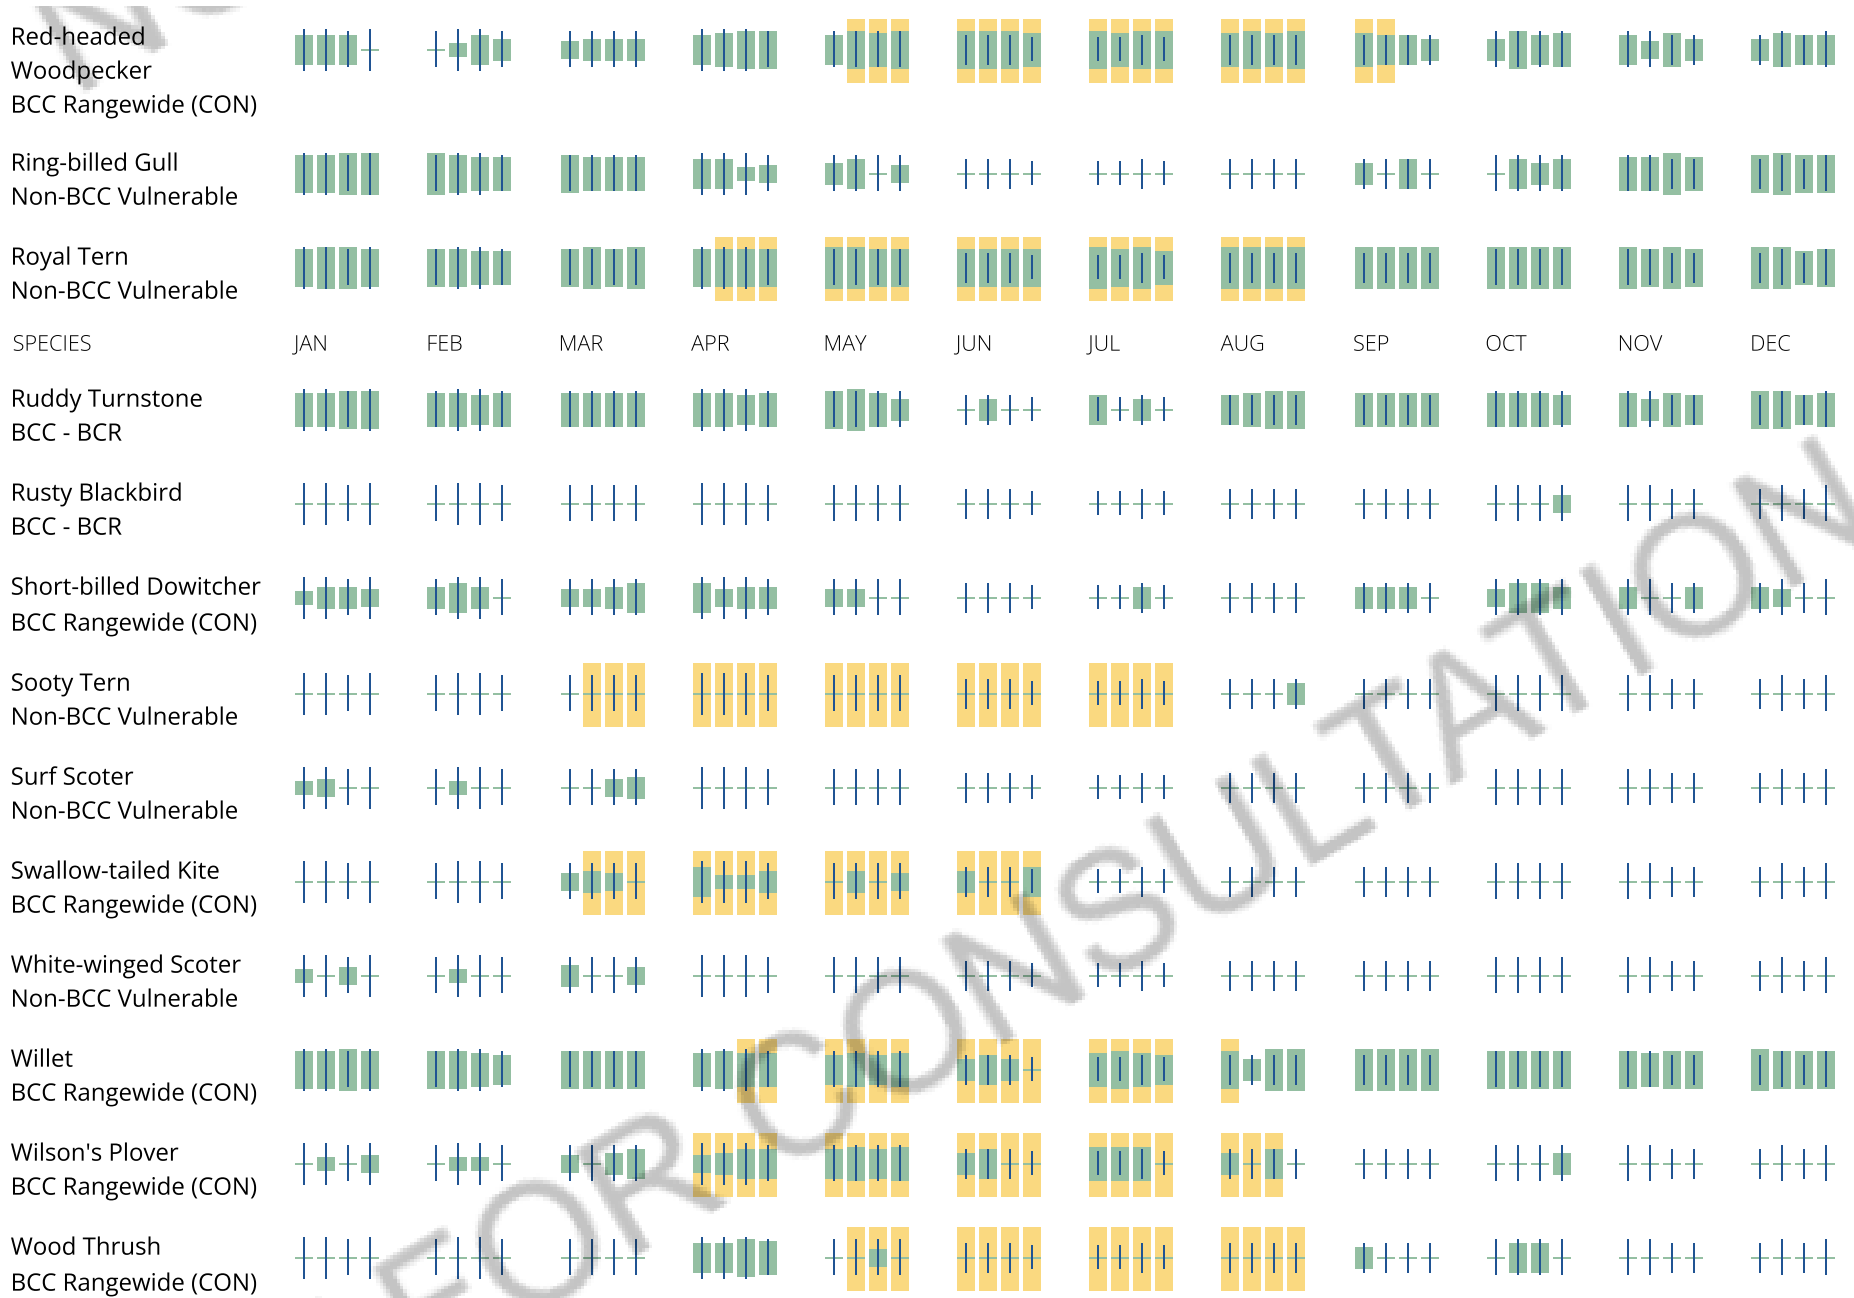 Red-headed
Woodpecker
BCC Rangewide (CON)
Ring-billed Gull
Non-BCC Vulnerable
Royal Tern
Non-BCC Vulnerable
SPECIES JAN FEB MAR APR MAY JUN JUL AUG SEP OCT NOV DEC
Ruddy Turnstone
BCC - BCR
Rusty Blackbird
BCC - BCR
Short-billed Dowitcher
BCC Rangewide (CON)
Sooty Tern
Non-BCC Vulnerable
Surf Scoter
Non-BCC Vulnerable
Swallow-tailed Kite
BCC Rangewide (CON)
White-winged Scoter
Non-BCC Vulnerable
Willet
BCC Rangewide (CON)
Wilson's Plover
BCC Rangewide (CON)
Wood Thrush
BCC Rangewide (CON)
FOR CONSULTATION